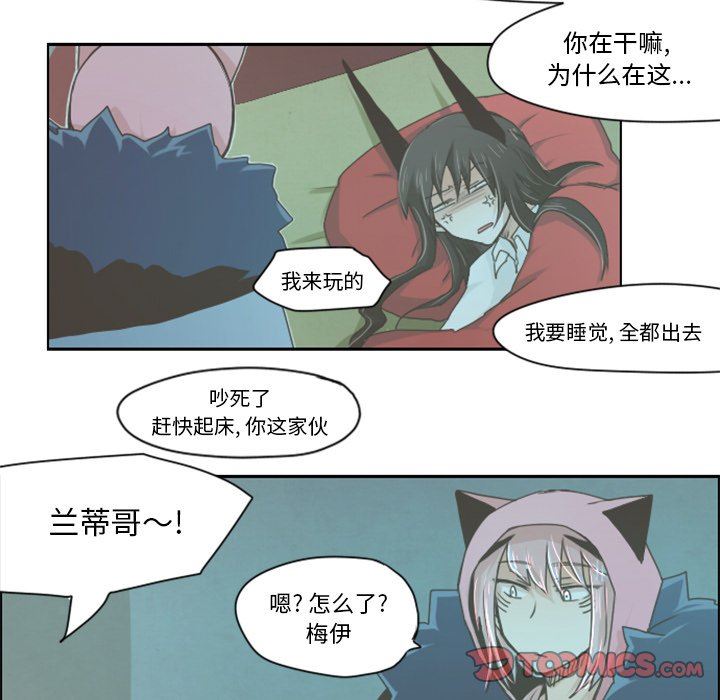 你在干嘛,
为什么在这...
我来玩的
我要睡觉, 全都出去
吵死了
赶快起床, 你这家伙
兰蒂哥～!
嗯? 怎么了?
梅伊
TOOMICS.COM